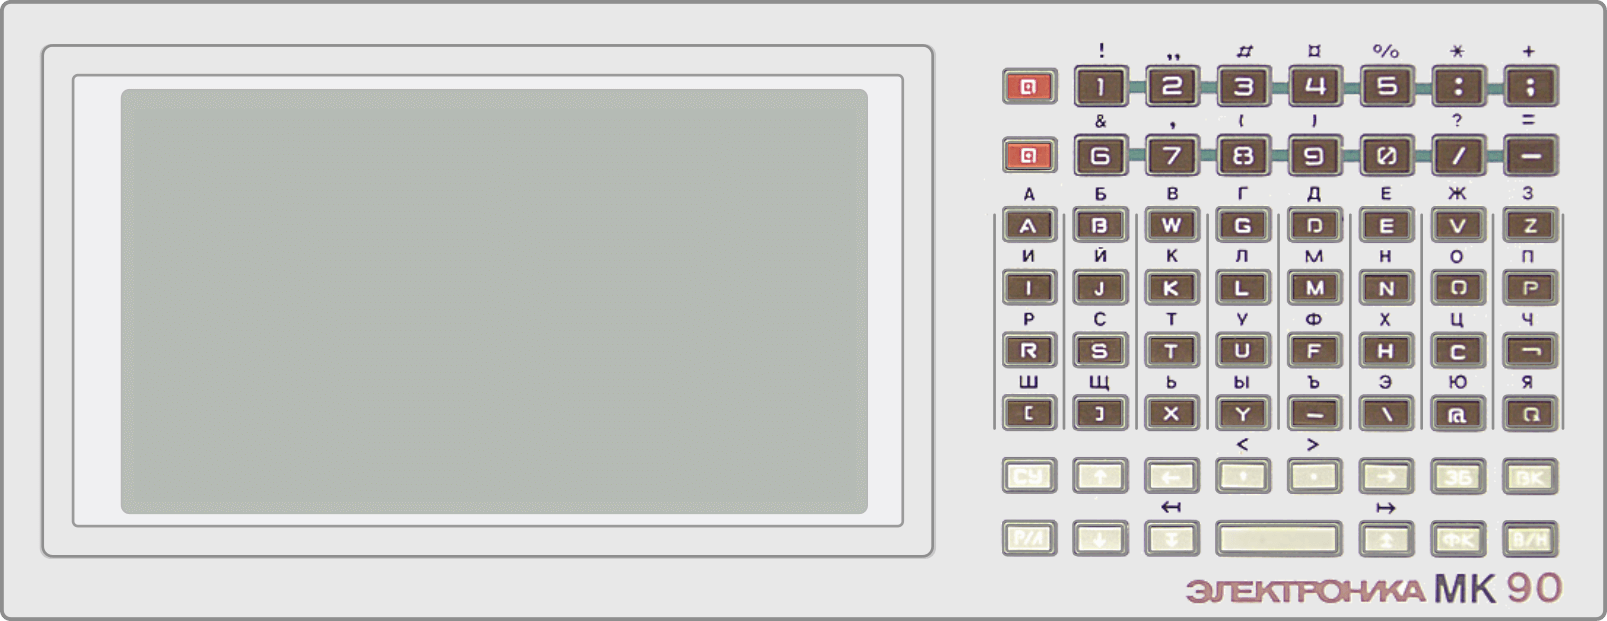 ! ,, # ¤ % * +
1 2 3 4 5 : ;
& , ( ) ? =
6 7 8 9 0 / —
А Б В Г Д Е Ж З
A B W G D E V Z
И Й К Л М Н О П
I J K L M N O P
Р С Т У Ф Х Ц Ч
R S T U F H C ¬
Ш Щ Ь Ы Ъ Э Ю Я
[ ] X Y — \ @ Q
< >
СУ ↑ ← , . → ЗБ ВК
↤ ↦
Р/Л ↓ ↧ ↥ ФК В/Н
ЭЛЕКТРОНИКА МК 90